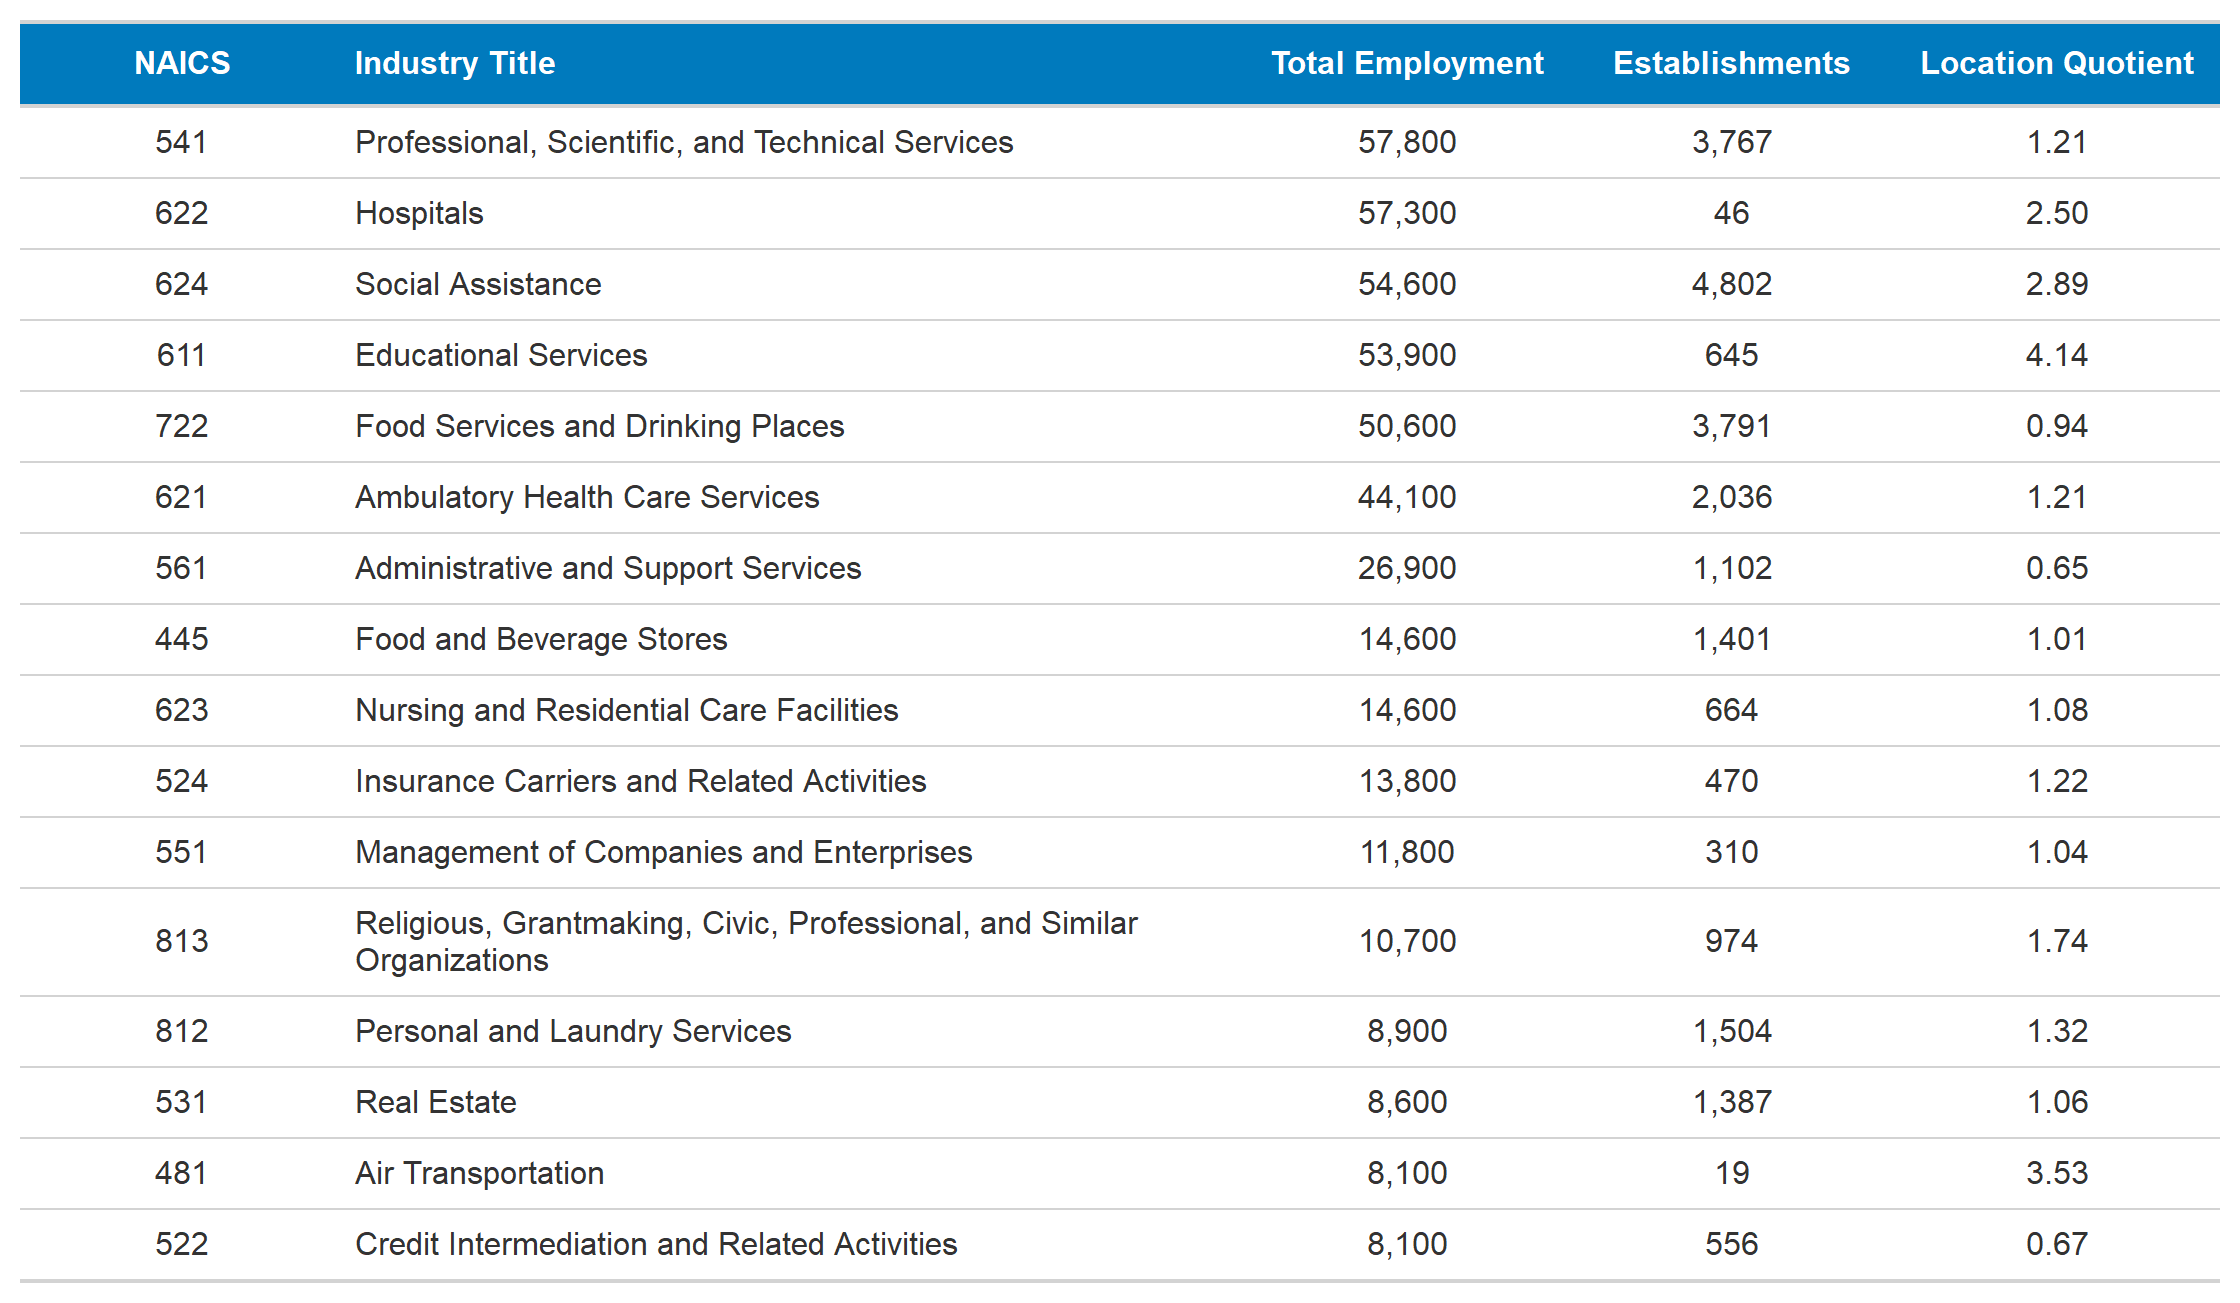 NAICS Industry Title Total Employment Establishments Location Quotient
541 Professional, Scientific, and Technical Services 57,800 3,767 1.21
622 Hospitals 57,300 46 2.50
624 Social Assistance 54,600 4,802 2.89
611 Educational Services 53,900 645 4.14
722 Food Services and Drinking Places 50,600 3,791 0.94
621 Ambulatory Health Care Services 44,100 2,036 1.21
561 Administrative and Support Services 26,900 1,102 0.65
445 Food and Beverage Stores 14,600 1,401 1.01
623 Nursing and Residential Care Facilities 14,600 664 1.08
524 Insurance Carriers and Related Activities 13,800 470 1.22
551 Management of Companies and Enterprises 11,800 310 1.04
813 Religious, Grantmaking, Civic, Professional, and Similar
Organizations 10,700 974 1.74
812 Personal and Laundry Services 8,900 1,504 1.32
531 Real Estate 8,600 1,387 1.06
481 Air Transportation 8,100 19 3.53
522 Credit Intermediation and Related Activities 8,100 556 0.67